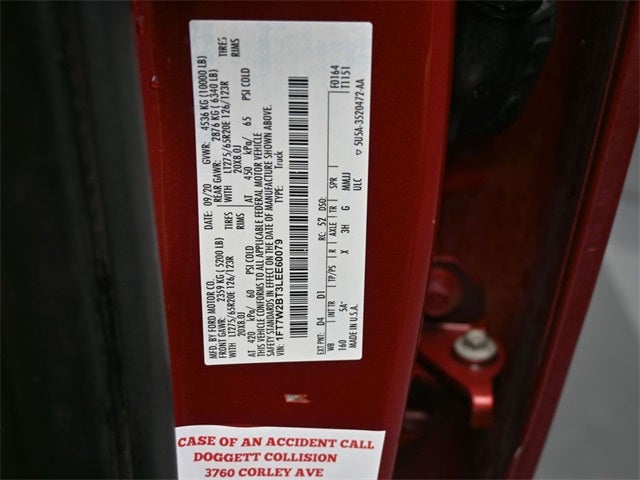 MFD. BY FORD MOTOR CO. DATE: 09/20 GVWR: 4536 KG (10000 LB)
FRONT GAWR: 2359 KG (5200 LB) REAR GAWR: 2876 KG (6340 LB)
WITH LT275/65R20E 126/123R TIRES WITH LT275/65R20E 126/123R TIRES
20X8.0J RIMS 20X8.0J RIMS
AT 420 kPa/ 60 PSI COLD AT 450 kPa/ 65 PSI COLD
THIS VEHICLE CONFORMS TO ALL APPLICABLE FEDERAL MOTOR VEHICLE
SAFETY STANDARDS IN EFFECT ON THE DATE OF MANUFACTURE SHOWN ABOVE.
VIN: 1FT7W2BT3LEE60079 TYPE: Truck
EXT PNT: D4 D1 RC: 52 DSO: F0164
WB INT TR TP/PS R AXLE TR SPR T1151
160 5A* X 3H G MMJJ
MADE IN U.S.A. ULC 5U5A-3520472-AA
CASE OF AN ACCIDENT CALL
DOGGETT COLLISION
3760 CORLEY AVE